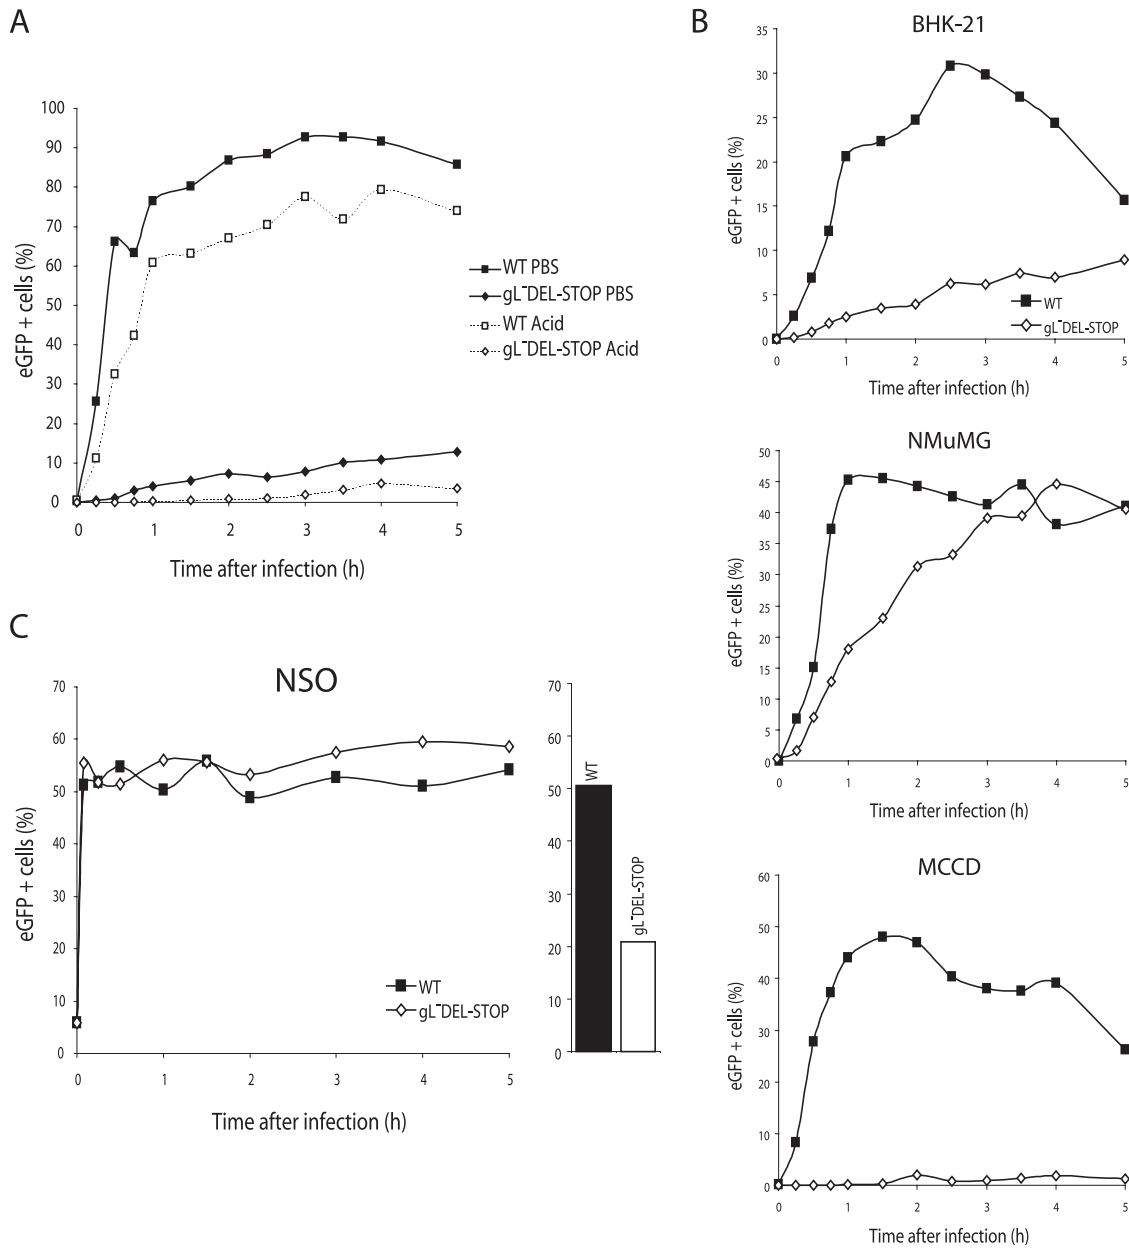 A
100
90
80
70
60
50
40
30
20
10
0
eGFP + cells (%)
0 1 2 3 4 5
Time after infection (h)
WT PBS
gL⁻DEL-STOP PBS
WT Acid
gL⁻DEL-STOP Acid
B
BHK-21
35
30
25
20
15
10
5
0
eGFP + cells (%)
WT
gL⁻DEL-STOP
0 1 2 3 4 5
Time after infection (h)
NMuMG
50
45
40
35
30
25
20
15
10
5
0
eGFP + cells (%)
0 1 2 3 4 5
Time after infection (h)
MCCD
60
50
40
30
20
10
0
eGFP + cells (%)
0 1 2 3 4 5
Time after infection (h)
C
NSO
70
60
50
40
30
20
10
0
eGFP + cells (%)
WT
gL⁻DEL-STOP
0 1 2 3 4 5
Time after infection (h)
70
60
50
40
30
20
10
0
WT
gL⁻DEL-STOP